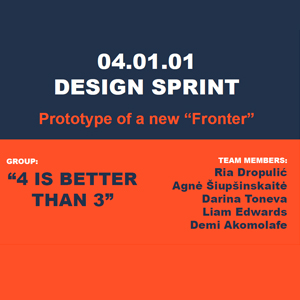 04.01.01
DESIGN SPRINT
Prototype of a new “Fronter”
GROUP:
“4 IS BETTER
THAN 3”
TEAM MEMBERS:
Ria Dropulić
Agnė Šiupšinskaitė
Darina Toneva
Liam Edwards
Demi Akomolafe